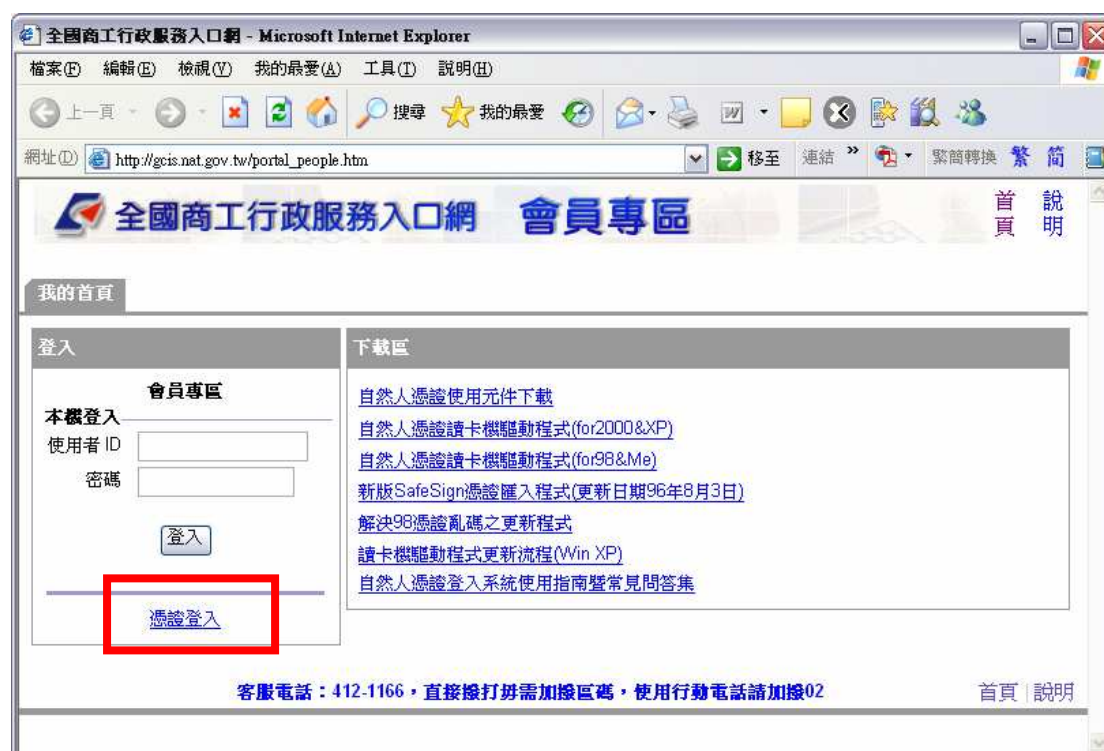 全國商工行政服務入口網 - Microsoft Internet Explorer
檔案(F) 編輯(E) 檢視(V) 我的最愛(A) 工具(T) 說明(H)
上一頁 搜尋 我的最愛
網址(D) http://gcis.nat.gov.tw/portal_people.htm 移至 連結 » 繁簡轉換 繁 简
全國商工行政服務入口網 會員專區 首頁 說明
我的首頁
登入
會員專區
本機登入
使用者 ID
密碼
登入
憑證登入
下載區
自然人憑證使用元件下載
自然人憑證讀卡機驅動程式(for2000&XP)
自然人憑證讀卡機驅動程式(for98&Me)
新版SafeSign憑證匯入程式(更新日期96年8月3日)
解決98憑證亂碼之更新程式
讀卡機驅動程式更新流程(Win XP)
自然人憑證登入系統使用指南暨常見問答集
客服電話：412-1166，直接撥打毋需加撥區碼，使用行動電話請加撥02 首頁 | 說明